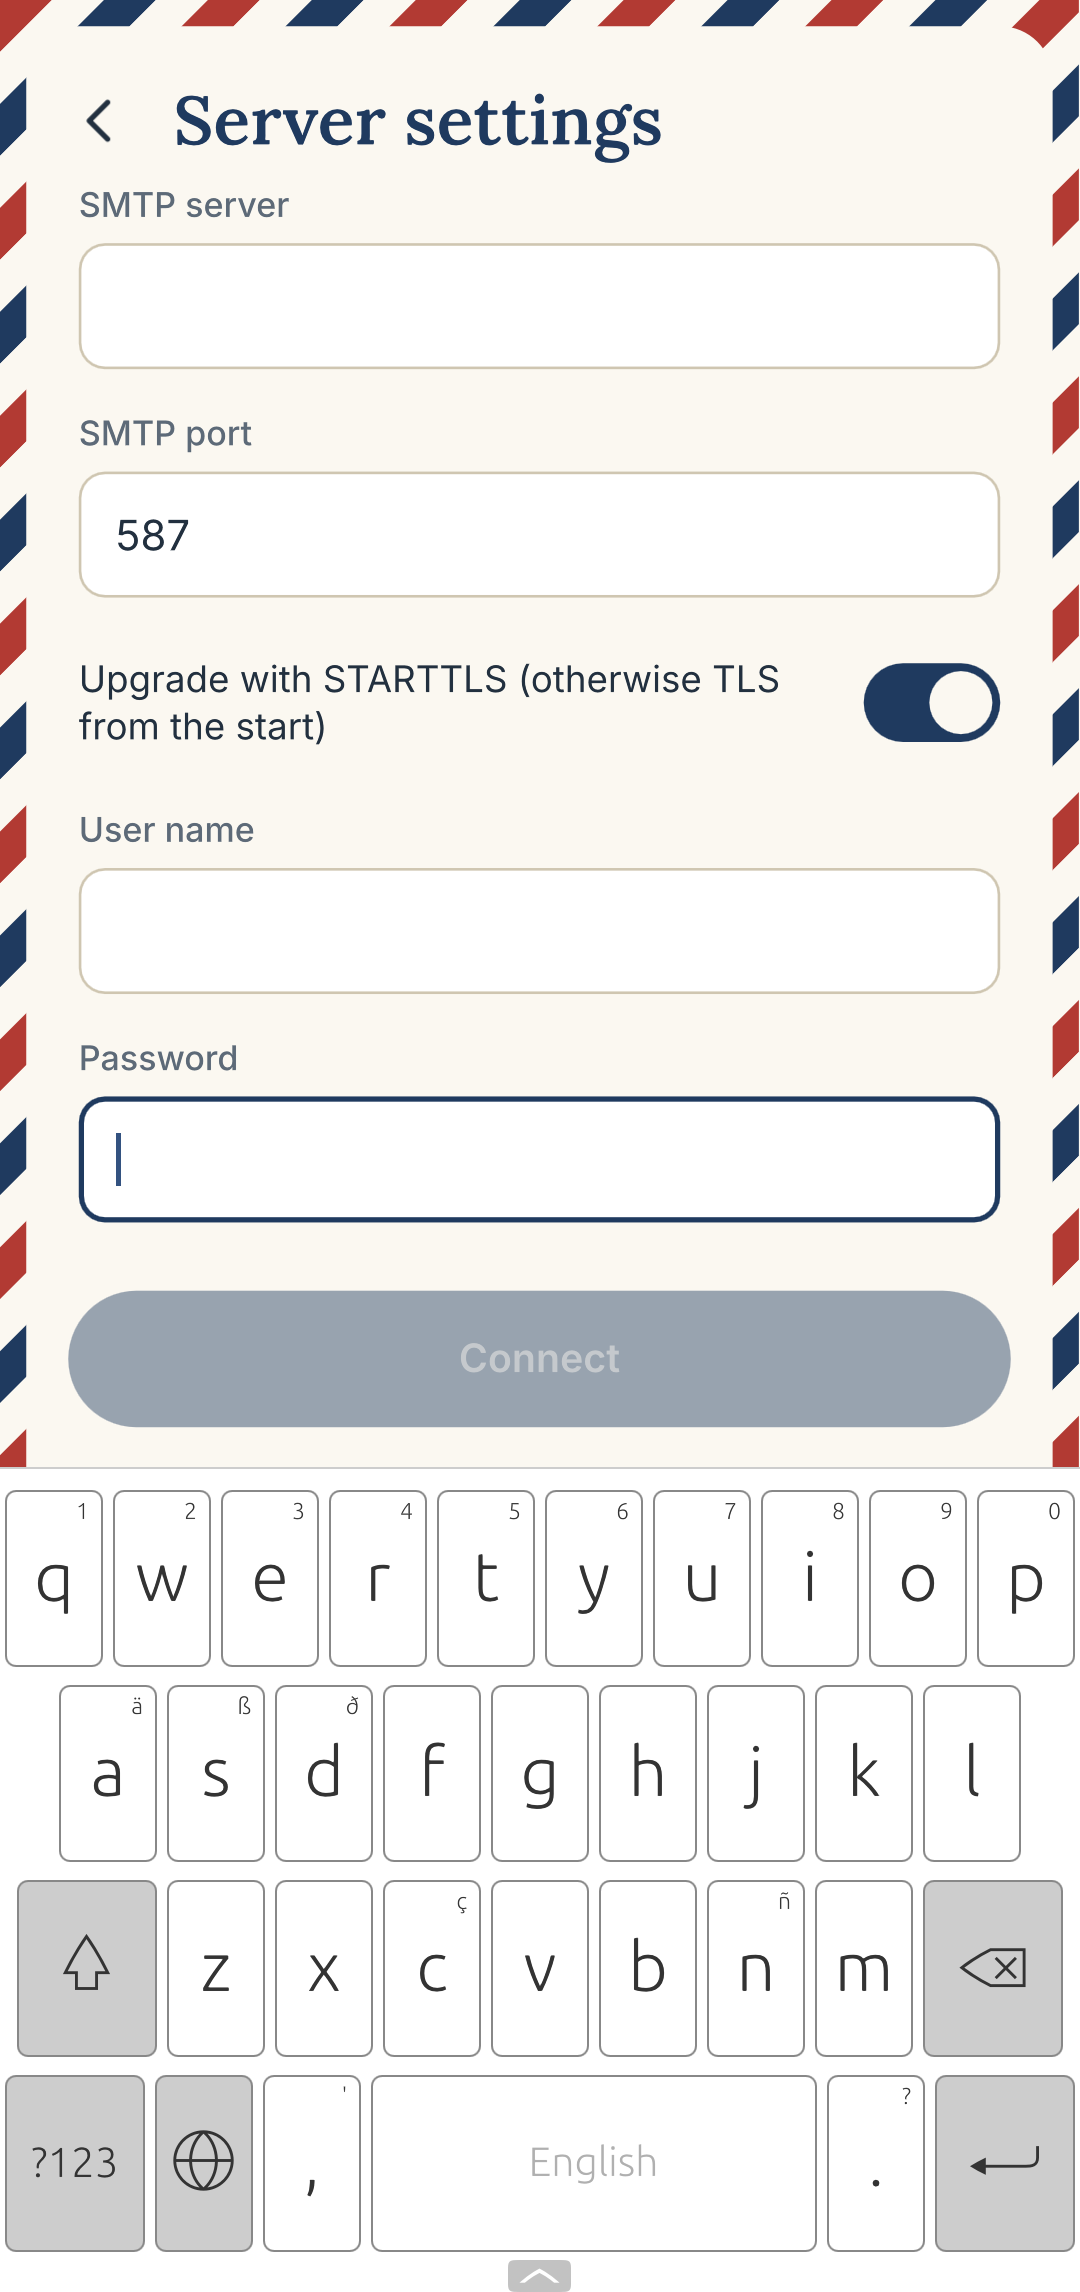 Server settings
SMTP server
SMTP port
587
Upgrade with STARTTLS (otherwise TLS
from the start)
User name
Password
Connect
1 2 3 4 5 6 7 8 9 0
q w e r t y u i o p
ä ß ð
a s d f g h j k l
ç ñ
z x c v b n m
' ?
?123 , English .